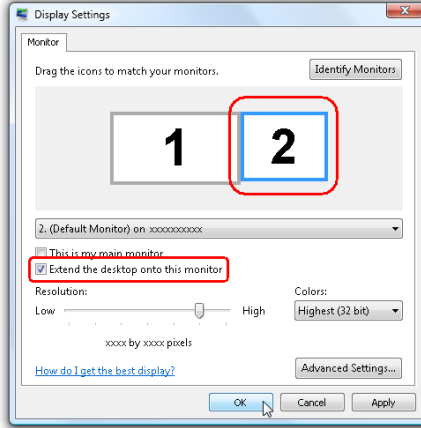 Display Settings
Monitor
Drag the icons to match your monitors.
Identify Monitors
1
2
2. (Default Monitor) on xxxxxxxxxx
This is my main monitor
Extend the desktop onto this monitor
Resolution:
Colors:
Low
High
Highest (32 bit)
xxxx by xxxx pixels
How do I get the best display?
Advanced Settings...
OK
Cancel
Apply